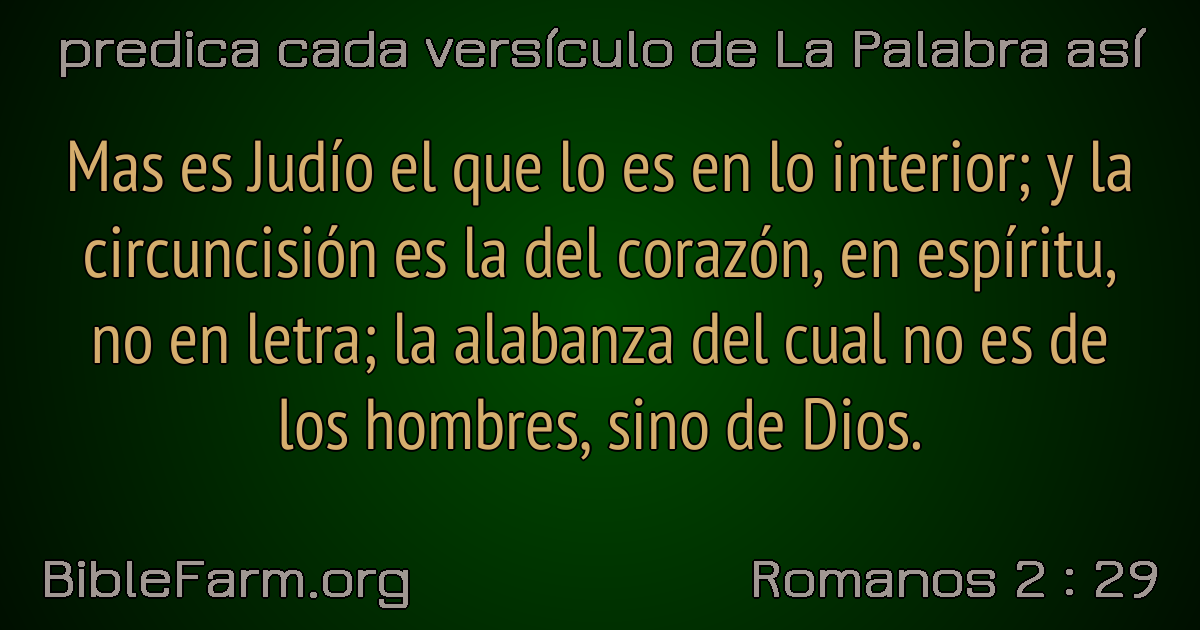 predica cada versículo de La Palabra así
Mas es Judío el que lo es en lo interior; y la
circuncisión es la del corazón, en espíritu,
no en letra; la alabanza del cual no es de
los hombres, sino de Dios.
BibleFarm.org
Romanos 2 : 29